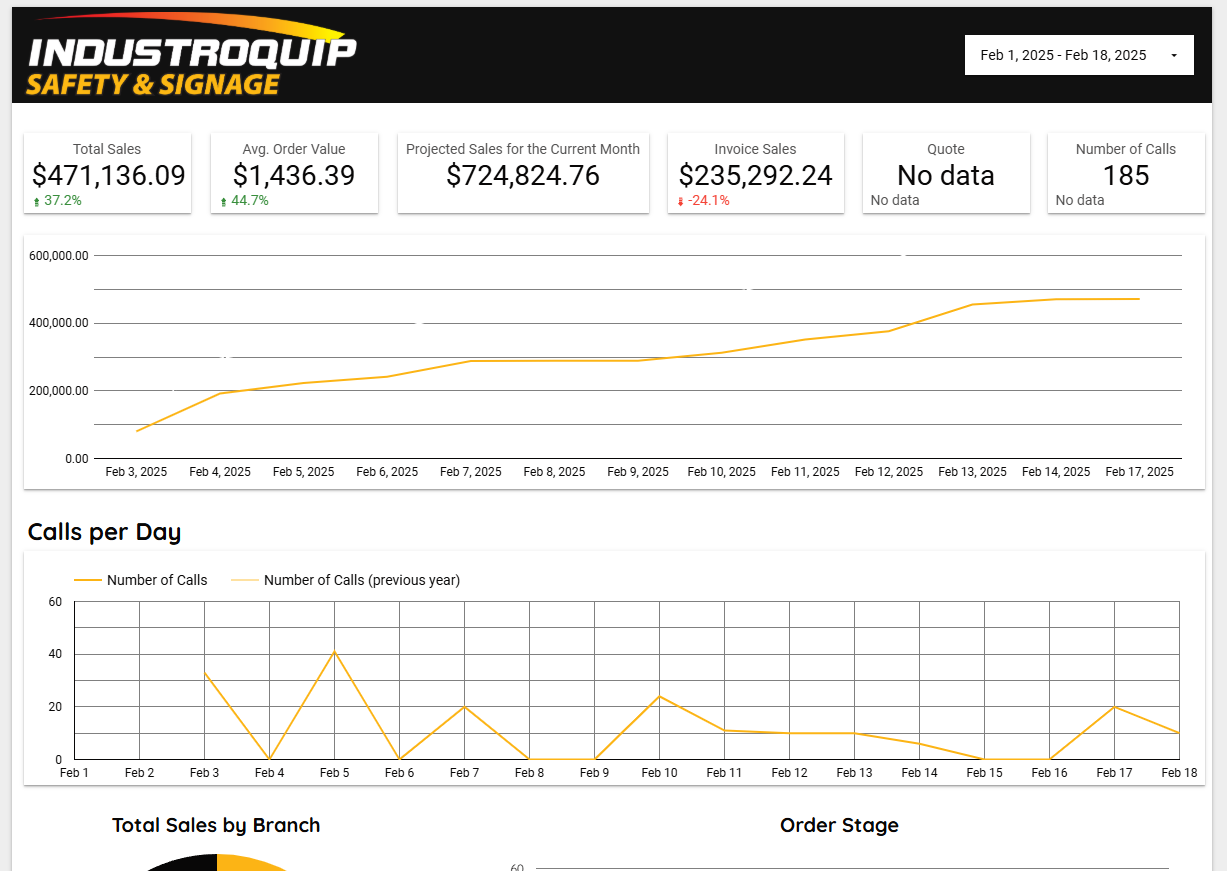 INDUSTROQUIP
SAFETY & SIGNAGE
Feb 1, 2025 - Feb 18, 2025
Total Sales
$471,136.09
37.2%
Avg. Order Value
$1,436.39
44.7%
Projected Sales for the Current Month
$724,824.76
Invoice Sales
$235,292.24
-24.1%
Quote
No data
No data
Number of Calls
185
No data
600,000.00
400,000.00
200,000.00
0.00
Feb 3, 2025 Feb 4, 2025 Feb 5, 2025 Feb 6, 2025 Feb 7, 2025 Feb 8, 2025 Feb 9, 2025 Feb 10, 2025 Feb 11, 2025 Feb 12, 2025 Feb 13, 2025 Feb 14, 2025 Feb 17, 2025
Calls per Day
Number of Calls Number of Calls (previous year)
60
40
20
0
Feb 1 Feb 2 Feb 3 Feb 4 Feb 5 Feb 6 Feb 7 Feb 8 Feb 9 Feb 10 Feb 11 Feb 12 Feb 13 Feb 14 Feb 15 Feb 16 Feb 17 Feb 18
Total Sales by Branch
Order Stage
60